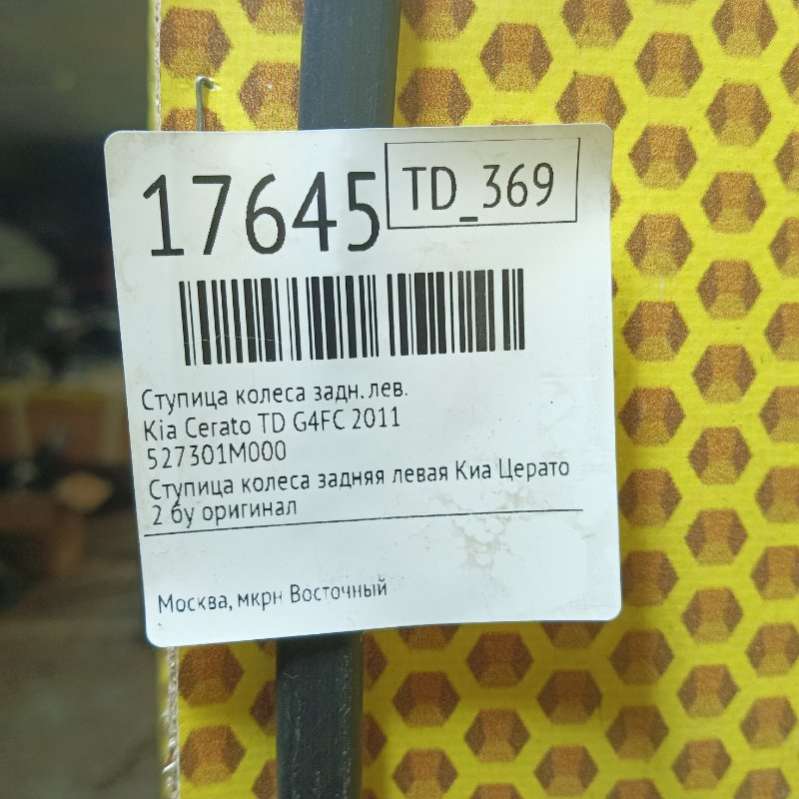 17645
TD_369
Ступица колеса задн. лев.
Kia Cerato TD G4FC 2011
527301M000
Ступица колеса задняя левая Киа Церато
2 бу оригинал
Москва, мкрн Восточный